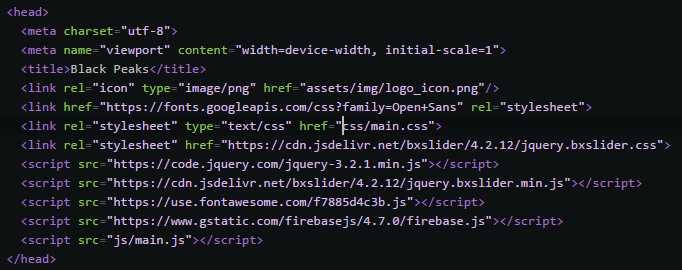 <head>
<meta charset="utf-8">
<meta name="viewport" content="width=device-width, initial-scale=1">
<title>Black Peaks</title>
<link rel="icon" type="image/png" href="assets/img/logo_icon.png"/>
<link href="https://fonts.googleapis.com/css?family=Open+Sans" rel="stylesheet">
<link rel="stylesheet" type="text/css" href="css/main.css">
<link rel="stylesheet" href="https://cdn.jsdelivr.net/bxslider/4.2.12/jquery.bxslider.css">
<script src="https://code.jquery.com/jquery-3.2.1.min.js"></script>
<script src="https://cdn.jsdelivr.net/bxslider/4.2.12/jquery.bxslider.min.js"></script>
<script src="https://use.fontawesome.com/f7885d4c3b.js"></script>
<script src="https://www.gstatic.com/firebasejs/4.7.0/firebase.js"></script>
<script src="js/main.js"></script>
</head>